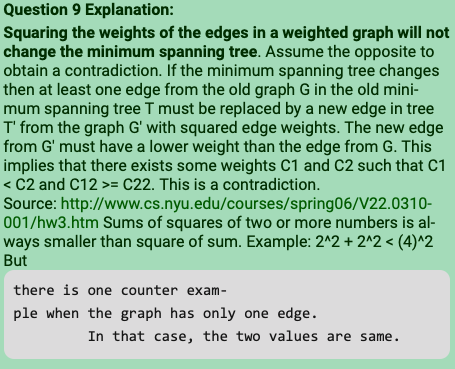 Question 9 Explanation:
Squaring the weights of the edges in a weighted graph will not
change the minimum spanning tree. Assume the opposite to
obtain a contradiction. If the minimum spanning tree changes
then at least one edge from the old graph G in the old mini-
mum spanning tree T must be replaced by a new edge in tree
T' from the graph G' with squared edge weights. The new edge
from G' must have a lower weight than the edge from G. This
implies that there exists some weights C1 and C2 such that C1
< C2 and C12 >= C22. This is a contradiction.
Source: http://www.cs.nyu.edu/courses/spring06/V22.0310-
001/hw3.htm Sums of squares of two or more numbers is al-
ways smaller than square of sum. Example: 2^2 + 2^2 < (4)^2
But
there is one counter exam-
ple when the graph has only one edge.
In that case, the two values are same.